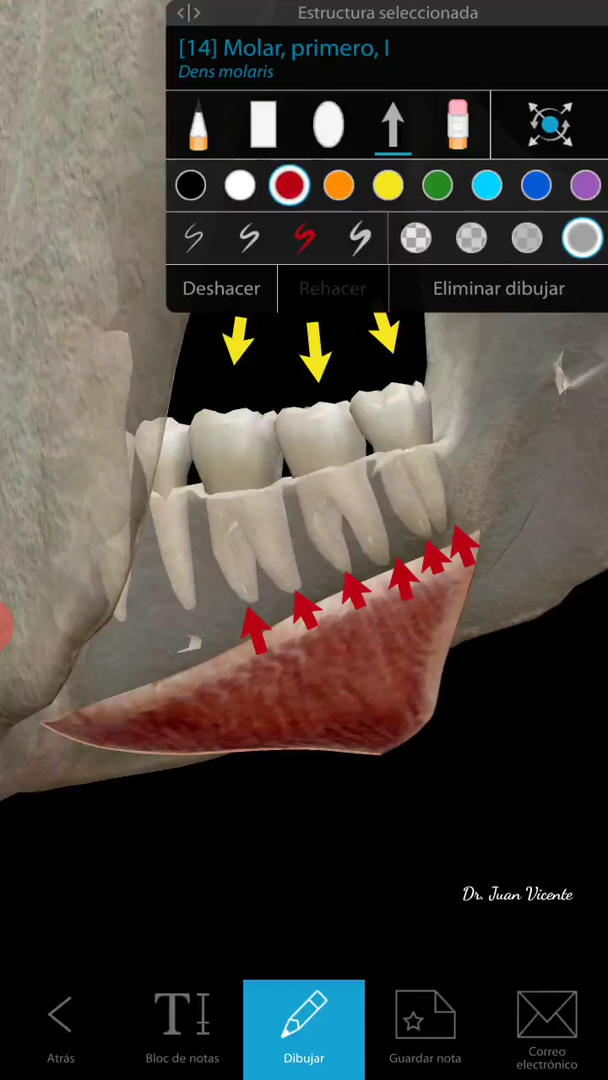 Estructura seleccionada
[14] Molar, primero, I
Dens molaris
Deshacer
Rehacer
Eliminar dibujar
Dr. Juan Vicente
Atrás
Bloc de notas
Dibujar
Guardar nota
Correo
electrónico